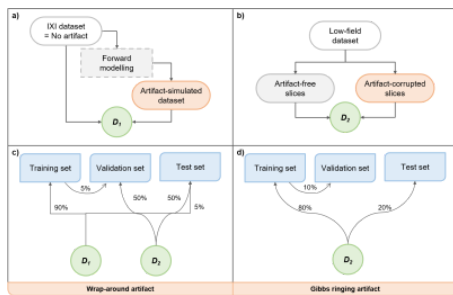 a)
IXI dataset
= No artifact
Forward
modelling
Artifact-simulated
dataset
D1
b)
Low-field
dataset
Artifact-free
slices
Artifact-corrupted
slices
D2
c)
Training set
Validation set
Test set
5%
90%
50%
50%
5%
D1
D2
Wrap-around artifact
d)
Training set
Validation set
Test set
10%
80%
20%
D2
Gibbs ringing artifact